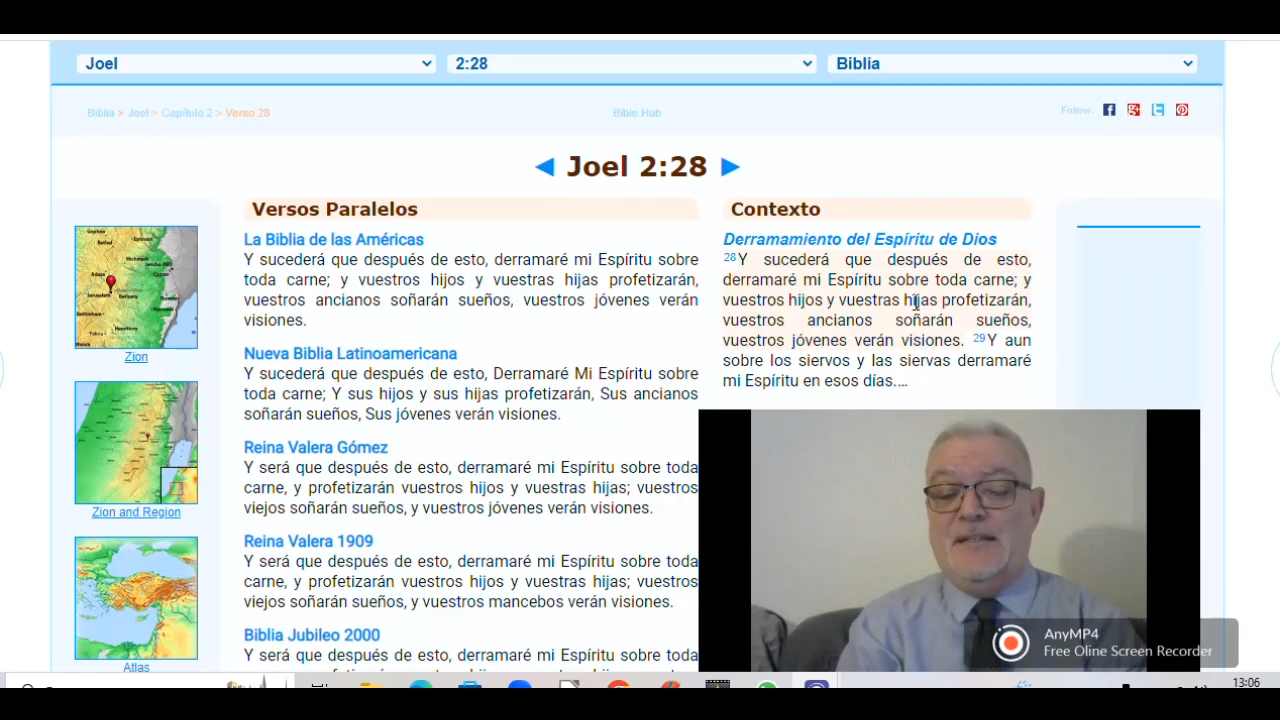 Joel
2:28
Biblia
Biblia > Joel > Capítulo 2 > Verso 28
Bible Hub
Follow:
◄ Joel 2:28 ►
Zion
Zion and Region
Atlas
Versos Paralelos
La Biblia de las Américas
Y sucederá que después de esto, derramaré mi Espíritu sobre
toda carne; y vuestros hijos y vuestras hijas profetizarán,
vuestros ancianos soñarán sueños, vuestros jóvenes verán
visiones.
Nueva Biblia Latinoamericana
Y sucederá que después de esto, Derramaré Mi Espíritu sobre
toda carne; Y sus hijos y sus hijas profetizarán, Sus ancianos
soñarán sueños, Sus jóvenes verán visiones.
Reina Valera Gómez
Y será que después de esto, derramaré mi Espíritu sobre toda
carne, y profetizarán vuestros hijos y vuestras hijas; vuestros
viejos soñarán sueños, y vuestros jóvenes verán visiones.
Reina Valera 1909
Y será que después de esto, derramaré mi Espíritu sobre toda
carne, y profetizarán vuestros hijos y vuestras hijas; vuestros
viejos soñarán sueños, y vuestros mancebos verán visiones.
Biblia Jubileo 2000
Y será que después de esto, derramaré mi Espíritu sobre toda
Contexto
Derramamiento del Espíritu de Dios
28Y sucederá que después de esto,
derramaré mi Espíritu sobre toda carne; y
vuestros hijos y vuestras hijas profetizarán,
vuestros ancianos soñarán sueños,
vuestros jóvenes verán visiones. 29Y aun
sobre los siervos y las siervas derramaré
mi Espíritu en esos días.…
AnyMP4
Free Oline Screen Recorder
13:06